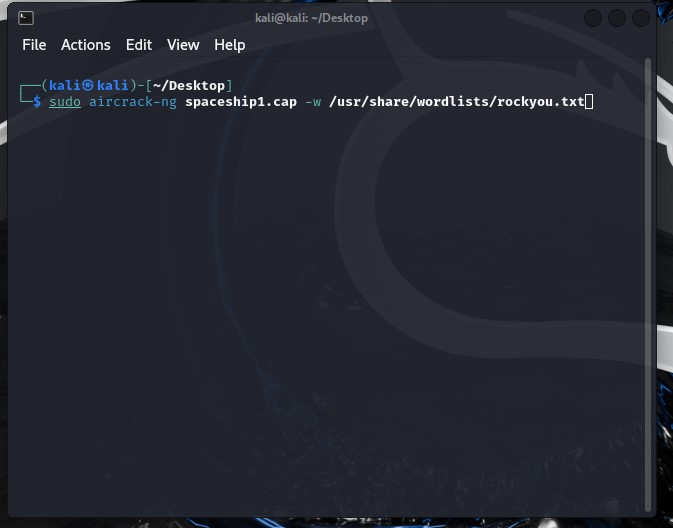 kali@kali: ~/Desktop
File Actions Edit View Help
┌──(kali㉿kali)-[~/Desktop]
└─$ sudo aircrack-ng spaceship1.cap -w /usr/share/wordlists/rockyou.txt